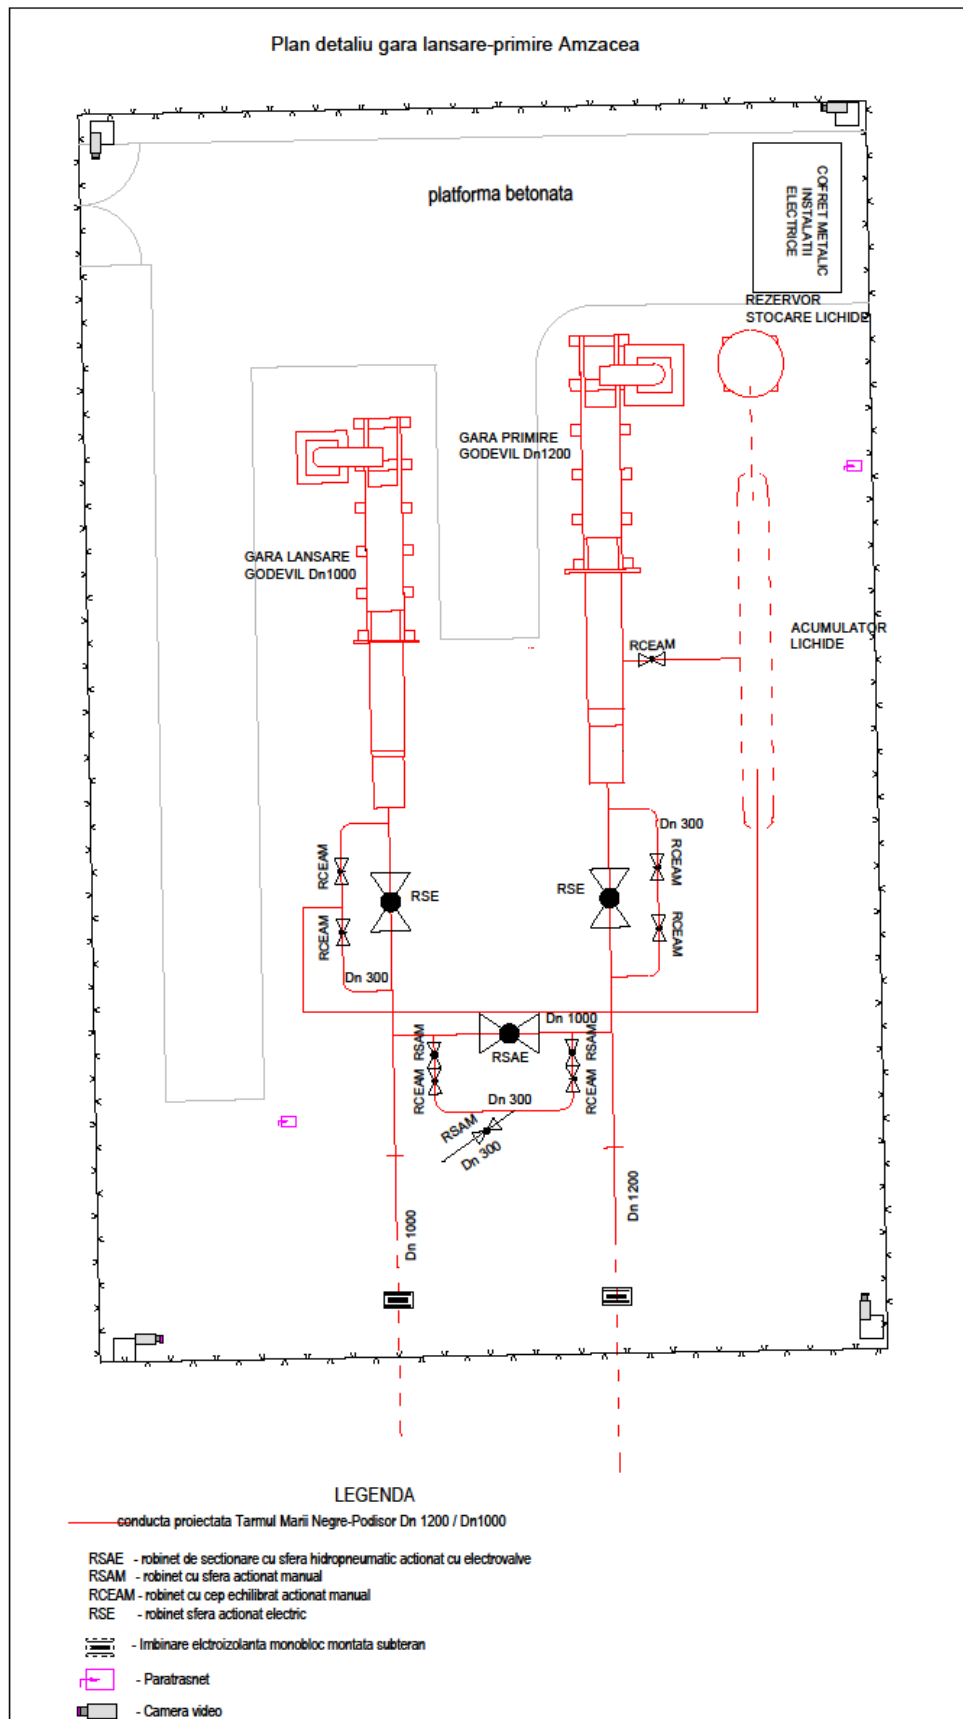 Plan detaliu gara lansare-primire Amzacea
platforma betonata
COFRET METALIC
INSTALATII
ELECTRICE
REZERVOR
STOCARE LICHIDE
GARA PRIMIRE
GODEVIL Dn1200
GARA LANSARE
GODEVIL Dn1000
ACUMULATOR
LICHIDE
RCEAM
Dn 300
RCEAM
RCEAM
RSE
RSE
RCEAM
RCEAM
Dn 300
Dn 1000
RSAM
RSAE
RSAM
RCEAM
Dn 300
RCEAM
RSAM
Dn 300
Dn 1000
Dn 1200
LEGENDA
conducta proiectata Tarmul Marii Negre-Podisor Dn 1200 / Dn1000
RSAE - robinet de sectionare cu sfera hidropneumatic actionat cu electrovalve
RSAM - robinet cu sfera actionat manual
RCEAM - robinet cu cep echilibrat actionat manual
RSE - robinet sfera actionat electric
- Imbinare elctroizolanta monobloc montata subteran
- Paratrasnet
- Camera video